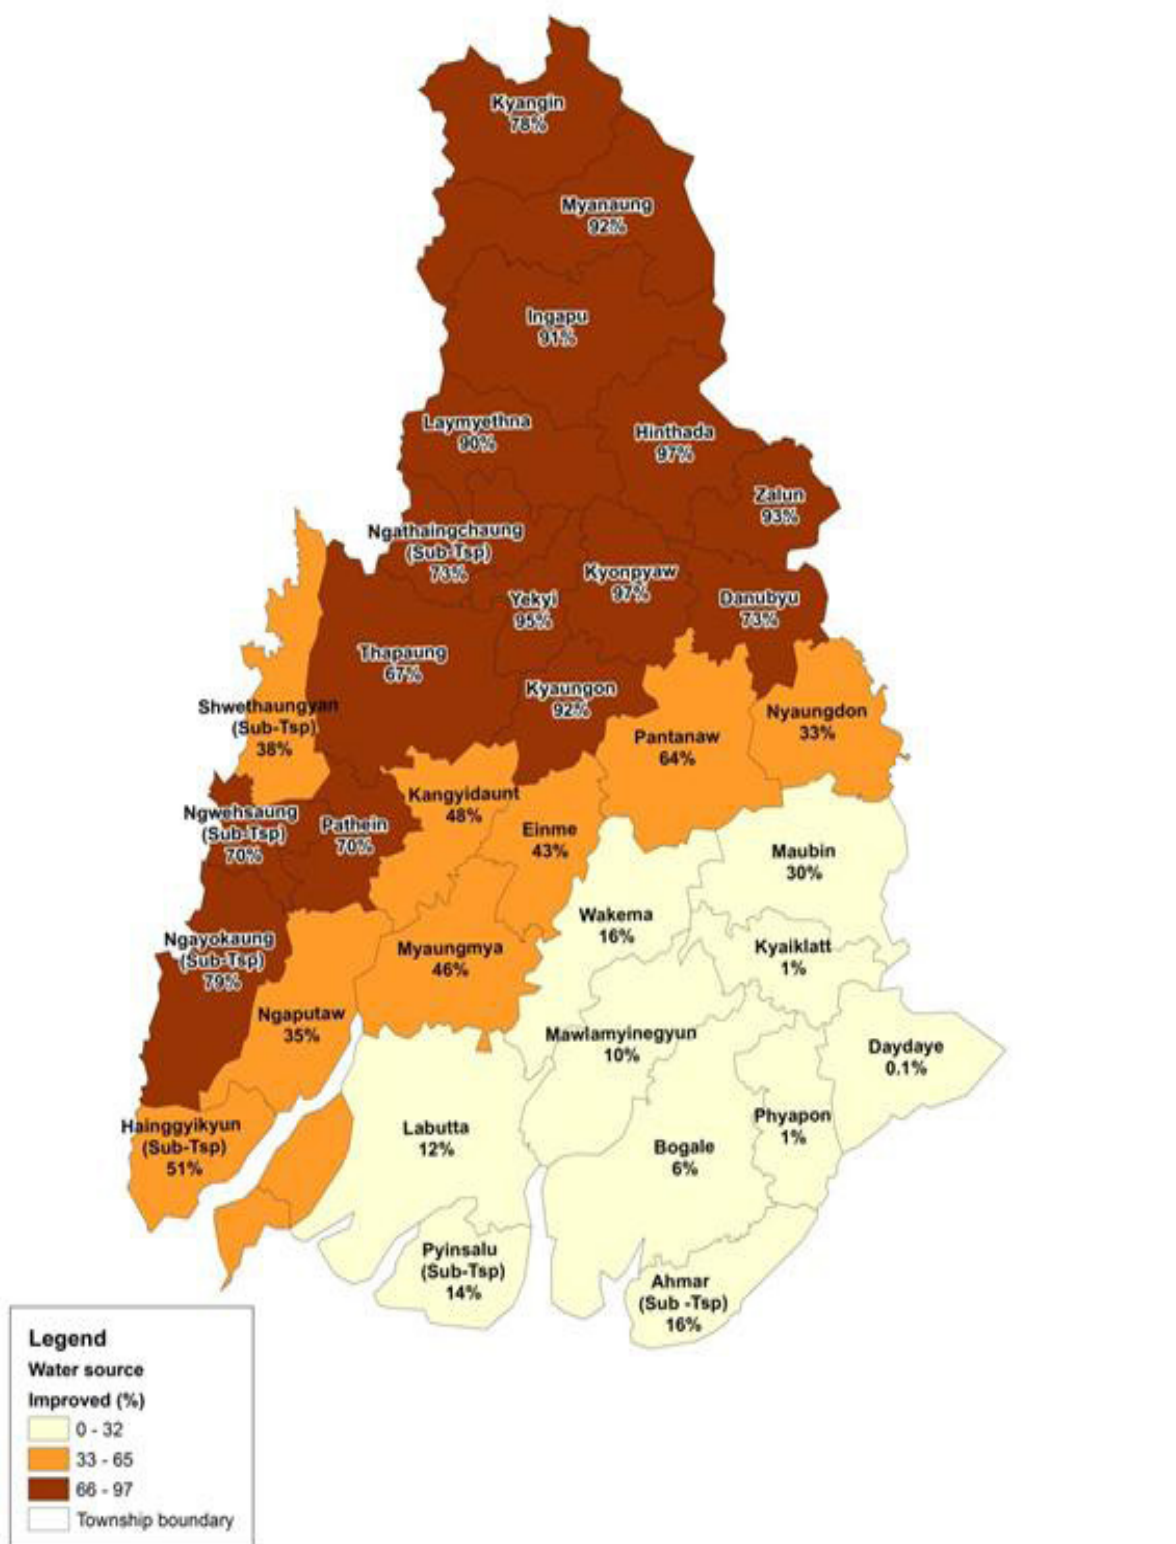 Kyangin
78%
Myanaung
92%
Ingapu
91%
Laymyethna
90%
Hinthada
97%
Zalun
93%
Ngathaingchaung
(Sub-Tsp)
73%
Kyonpyaw
97%
Yekyi
95%
Danubyu
73%
Thapaung
67%
Kyaungon
92%
Shwethaungyan
(Sub-Tsp)
38%
Nyaungdon
33%
Pantanaw
64%
Kangyidaunt
48%
Ngwehsaung
(Sub-Tsp)
70%
Pathein
70%
Einme
43%
Maubin
30%
Wakema
16%
Ngayokaung
(Sub-Tsp)
79%
Myaungmya
46%
Kyaiklatt
1%
Ngaputaw
35%
Mawlamyinegyun
10%
Daydaye
0.1%
Hainggyikyun
(Sub-Tsp)
51%
Labutta
12%
Phyapon
1%
Bogale
6%
Pyinsalu
(Sub-Tsp)
14%
Ahmar
(Sub -Tsp)
16%
Legend
Water source
Improved (%)
0 - 32
33 - 65
66 - 97
Township boundary